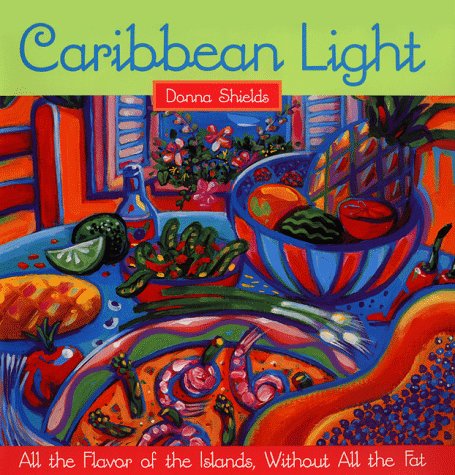 Caribbean Light
Donna Shields
All the Flavor of the Islands, Without All the Fat